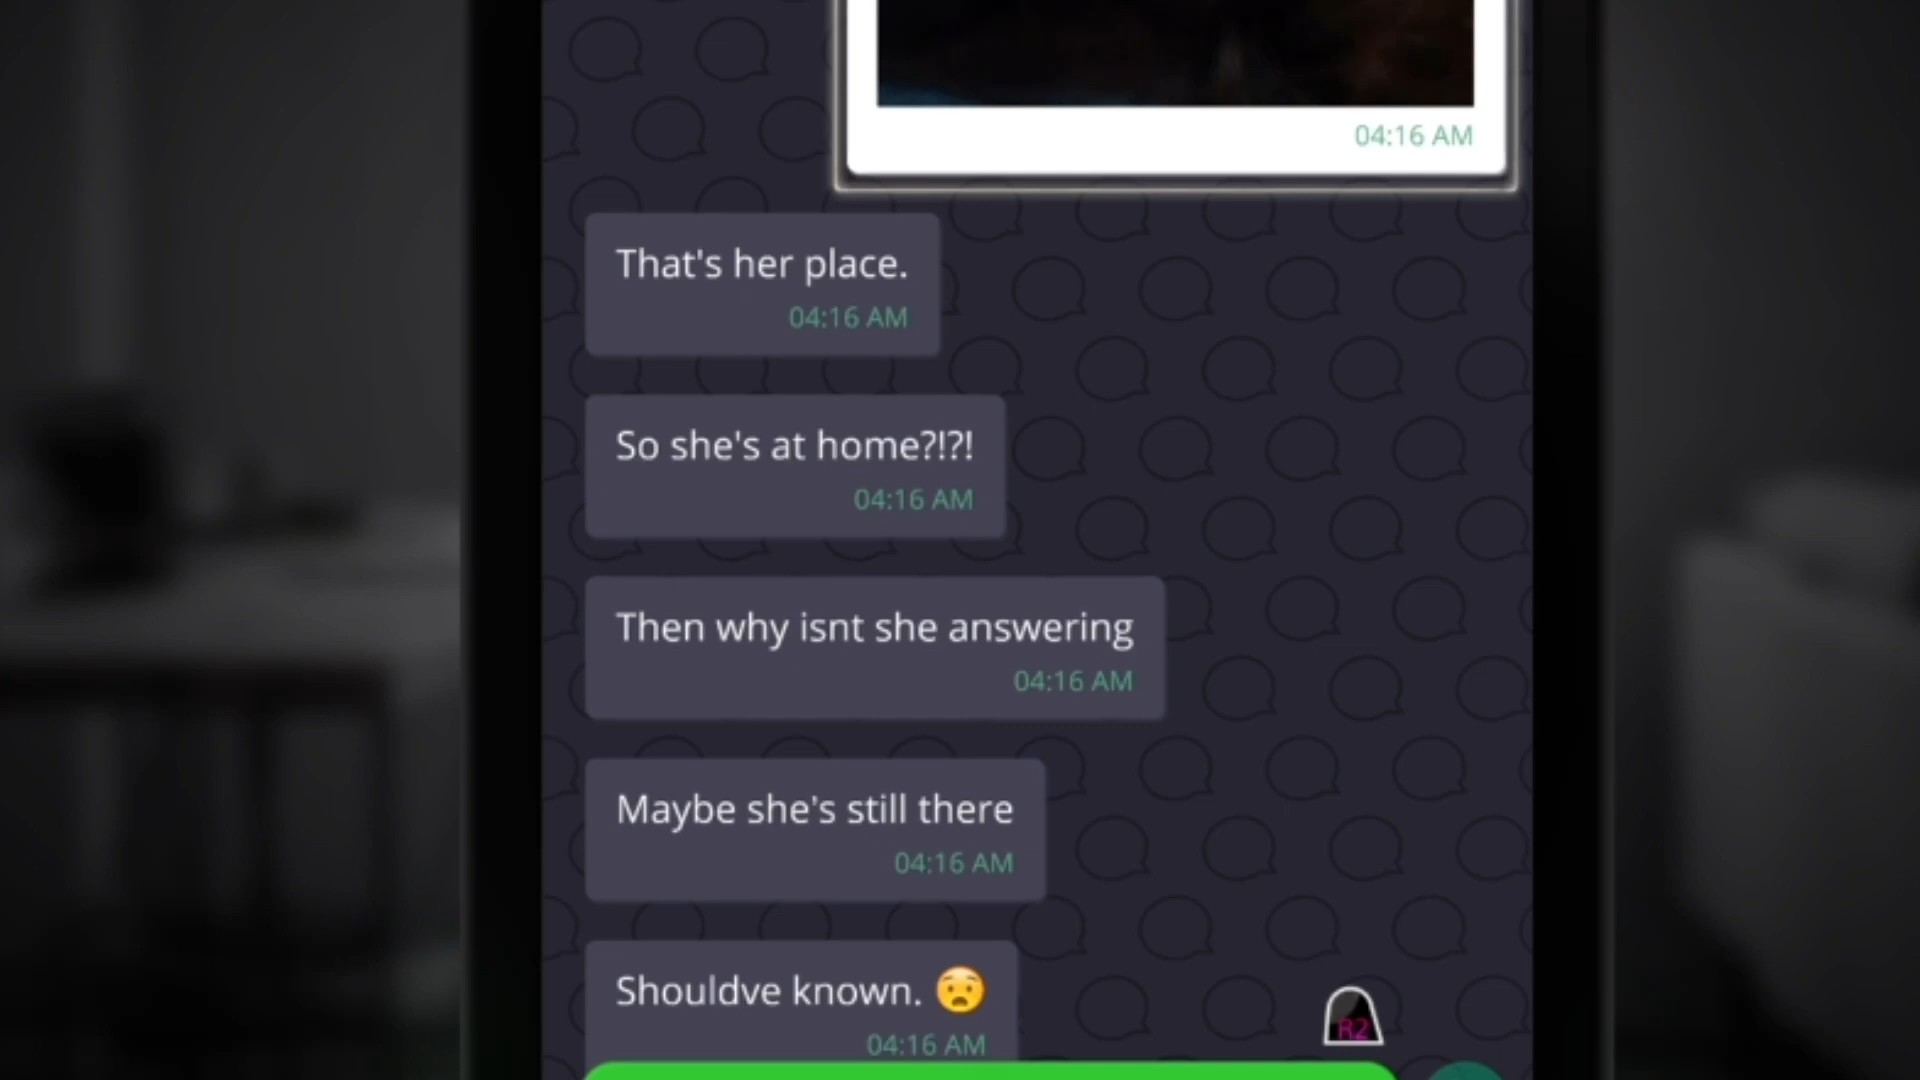 04:16 AM
That's her place.
04:16 AM
So she's at home?!?!
04:16 AM
Then why isnt she answering
04:16 AM
Maybe she's still there
04:16 AM
Shouldve known. 😧
04:16 AM
R2